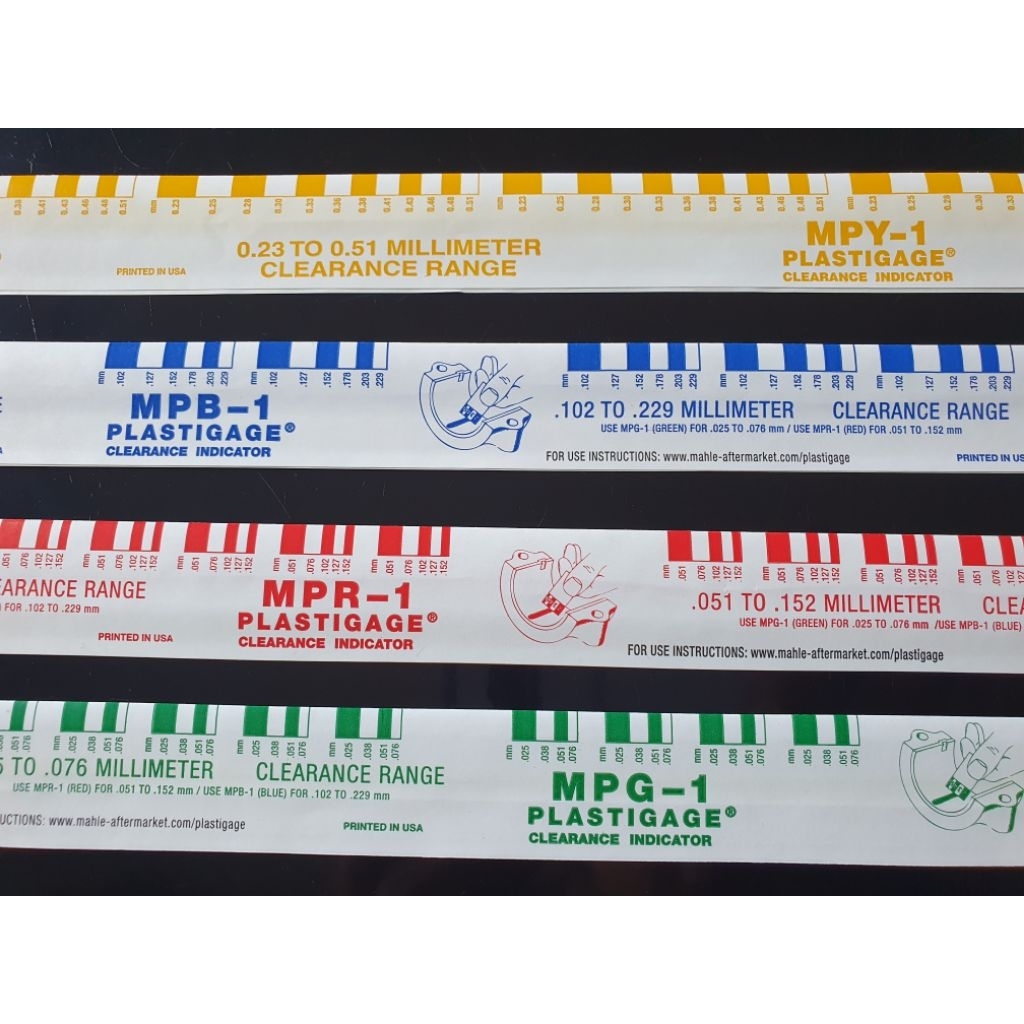 0.38 0.41 0.43 0.46 0.48 0.51 mm 0.23 0.25 0.28 0.30 0.33 0.36 0.38 0.41 0.43 0.46 0.48 0.51 mm 0.23 0.25 0.28 0.30 0.33 0.36 0.38 0.41 0.43 0.46 0.48 0.51 mm 0.23 0.25 0.28 0.30 0.33
PRINTED IN USA
0.23 TO 0.51 MILLIMETER
CLEARANCE RANGE
MPY-1
PLASTIGAGE®
CLEARANCE INDICATOR
mm .102 .127 .152 .178 .203 .229 mm .102 .127 .152 .178 .203 .229
MPB-1
PLASTIGAGE®
CLEARANCE INDICATOR
mm .102 .127 .152 .178 .203 .229 mm .102 .127 .152 .178 .203 .229 mm .102 .127 .152 .178 .203 .229
.102 TO .229 MILLIMETER CLEARANCE RANGE
USE MPG-1 (GREEN) FOR .025 TO .076 mm / USE MPR-1 (RED) FOR .051 TO .152 mm
FOR USE INSTRUCTIONS: www.mahle-aftermarket.com/plastigage
PRINTED IN US
.051 .076 .102 .127 .152 mm .051 .076 .102 .127 .152 mm .051 .076 .102 .127 .152 mm .051 .076 .102 .127 .152 mm .051 .076 .102 .127 .152
EARANCE RANGE
) FOR .102 TO .229 mm
PRINTED IN USA
MPR-1
PLASTIGAGE®
CLEARANCE INDICATOR
mm .051 .076 .102 .127 .152 mm .051 .076 .102 .127 .152 mm .051 .076 .102 .127 .152 mm .051 .076 .102 .127
.051 TO .152 MILLIMETER CLEA
USE MPG-1 (GREEN) FOR .025 TO .076 mm /USE MPB-1 (BLUE)
FOR USE INSTRUCTIONS: www.mahle-aftermarket.com/plastigage
.038 .051 .076 mm .025 .038 .051 .076 mm .025 .038 .051 .076 mm .025 .038 .051 .076 mm .025 .038 .051 .076
5 TO .076 MILLIMETER CLEARANCE RANGE
USE MPR-1 (RED) FOR .051 TO .152 mm / USE MPB-1 (BLUE) FOR .102 TO .229 mm
UCTIONS: www.mahle-aftermarket.com/plastigage
PRINTED IN USA
mm .025 .038 .051 .076 mm .025 .038 .051 .076 mm .025 .038 .051 .076 mm .025 .038 .051 .076
MPG-1
PLASTIGAGE®
CLEARANCE INDICATOR